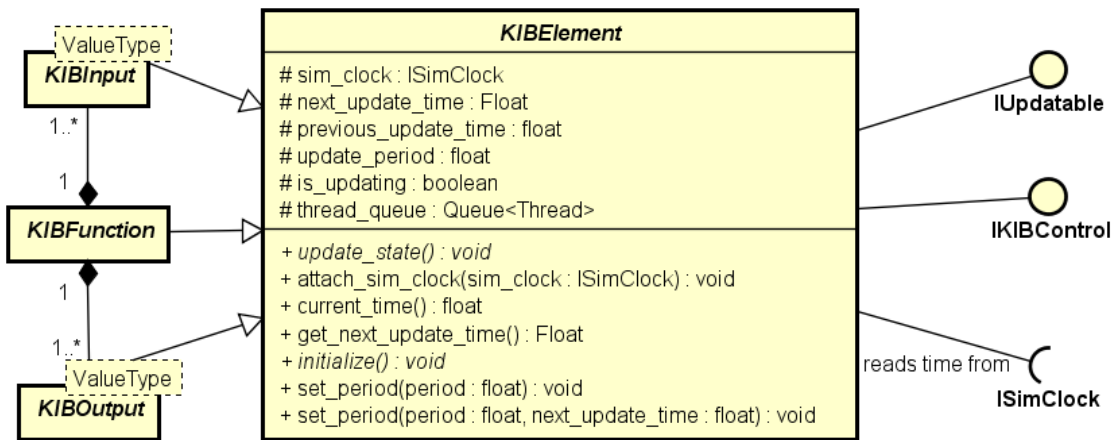 ValueType
KIBInput
1..*
1
KIBFunction
1
1..*
ValueType
KIBOutput
KIBElement
# sim_clock : ISimClock
# next_update_time : Float
# previous_update_time : float
# update_period : float
# is_updating : boolean
# thread_queue : Queue<Thread>
+ update_state() : void
+ attach_sim_clock(sim_clock : ISimClock) : void
+ current_time() : float
+ get_next_update_time() : Float
+ initialize() : void
+ set_period(period : float) : void
+ set_period(period : float, next_update_time : float) : void
IUpdatable
IKIBControl
reads time from
ISimClock